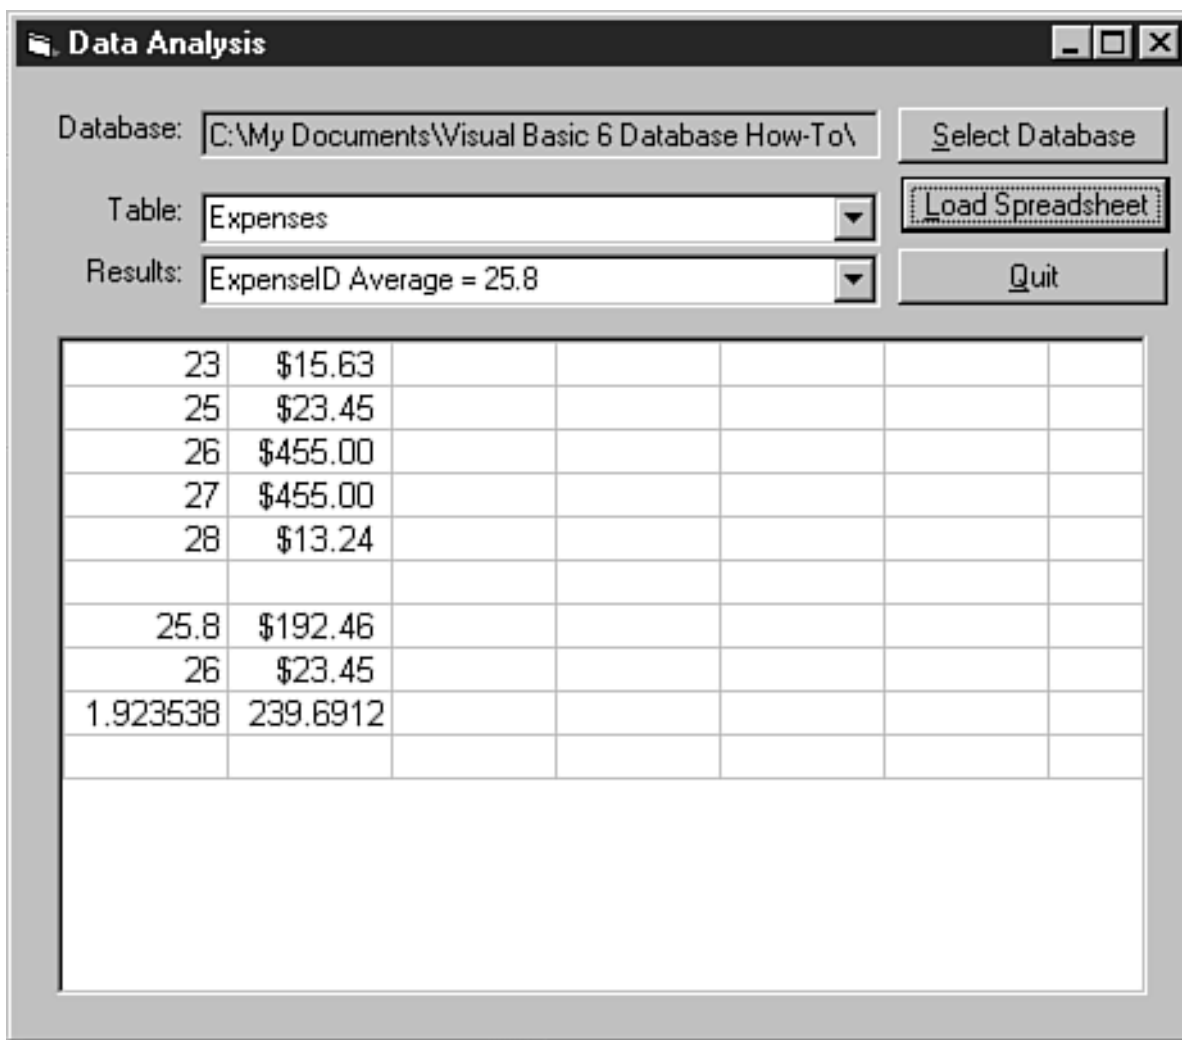 Data Analysis
Database: C:\My Documents\Visual Basic 6 Database How-To\ Select Database
Table: Expenses Load Spreadsheet
Results: ExpenseID Average = 25.8 Quit
23 $15.63
25 $23.45
26 $455.00
27 $455.00
28 $13.24
25.8 $192.46
26 $23.45
1.923538 239.6912